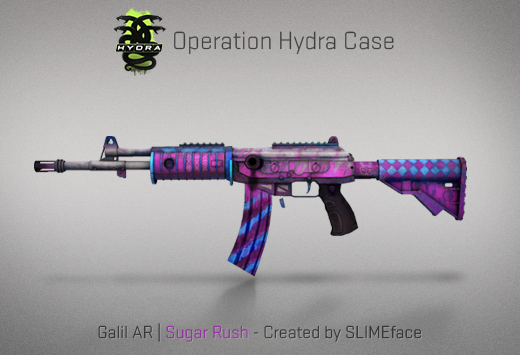 HYDRA
Operation Hydra Case
Galil AR | Sugar Rush - Created by SLIMEface